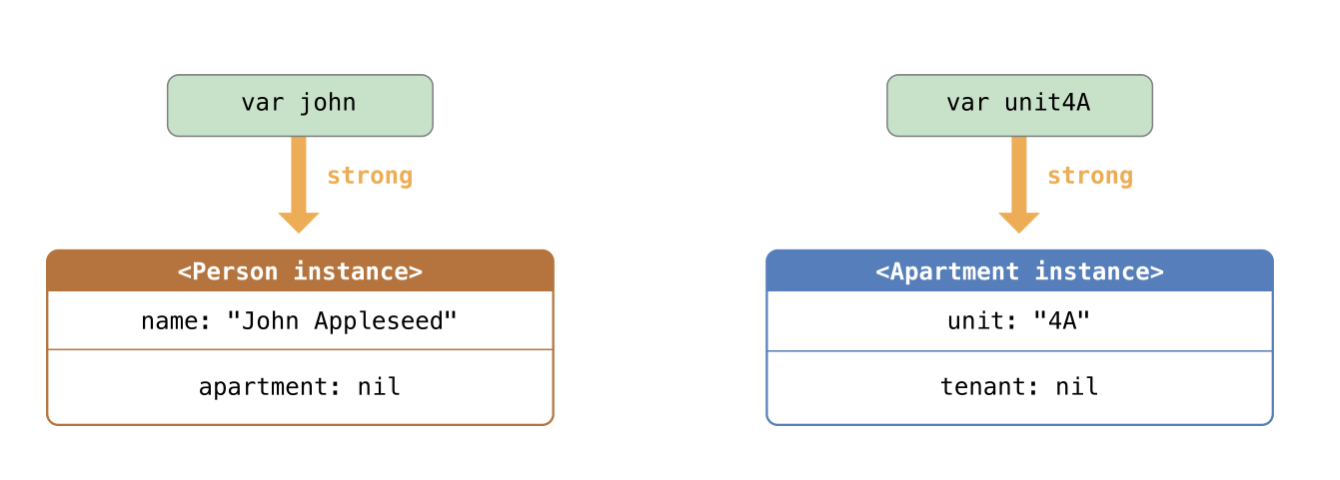 var john
strong
<Person instance>
name: "John Appleseed"
apartment: nil
var unit4A
strong
<Apartment instance>
unit: "4A"
tenant: nil